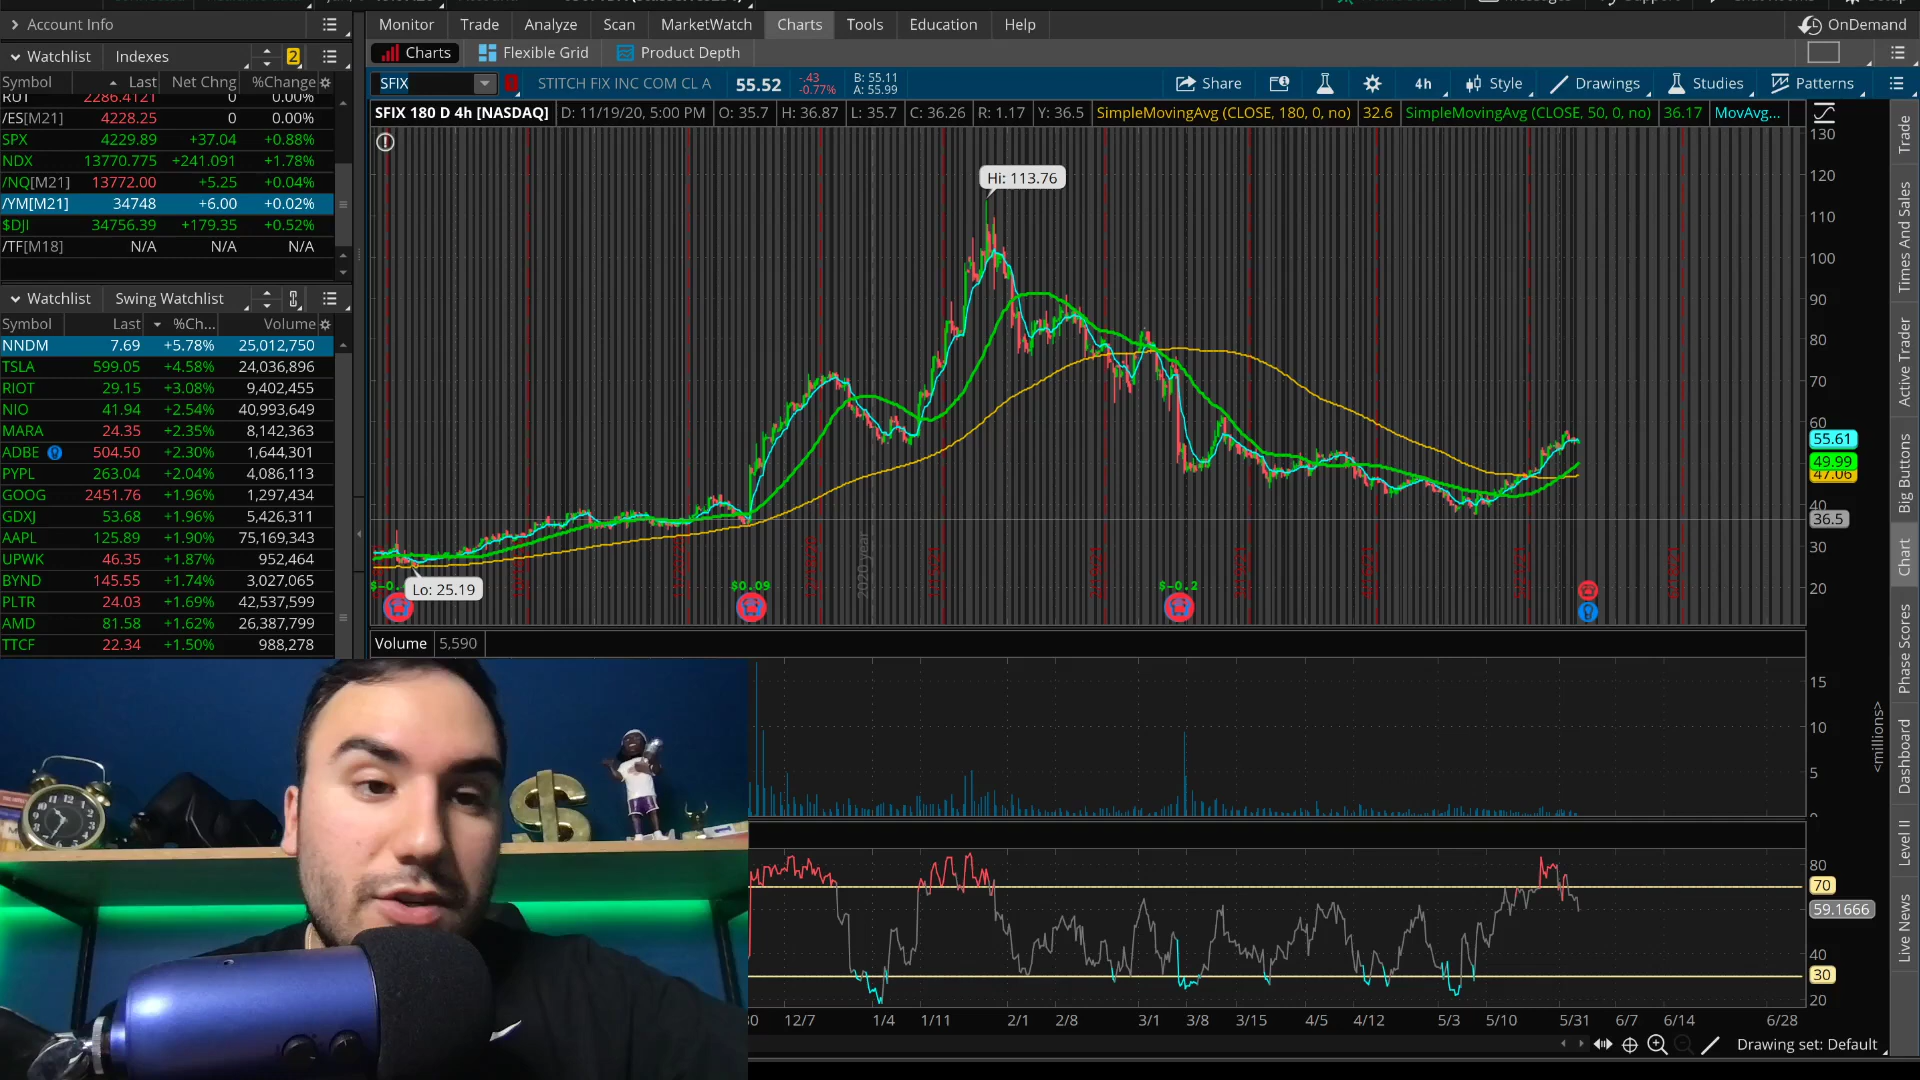 Account Info
Monitor Trade Analyze Scan MarketWatch Charts Tools Education Help OnDemand
Watchlist Indexes 2
Charts Flexible Grid Product Depth
Symbol Last Net Chng %Change
SFIX STITCH FIX INC COM CL A 55.52 -.43 -0.77% B: 55.11 A: 55.99 Share 4h Style Drawings Studies Patterns
SFIX 180 D 4h [NASDAQ] D: 11/19/20, 5:00 PM O: 35.7 H: 36.87 L: 35.7 C: 36.26 R: 1.17 Y: 36.5 SimpleMovingAvg (CLOSE, 180, 0, no) 32.6 SimpleMovingAvg (CLOSE, 50, 0, no) 36.17 MovAvg...
RUT 2286.4121 0 0.00%
/ES[M21] 4228.25 0 0.00%
SPX 4229.89 +37.04 +0.88%
NDX 13770.775 +241.091 +1.78%
/NQ[M21] 13772.00 +5.25 +0.04%
/YM[M21] 34748 +6.00 +0.02%
$DJI 34756.39 +179.35 +0.52%
/TF[M18] N/A N/A N/A
Watchlist Swing Watchlist
Symbol Last %Ch... Volume
NNDM 7.69 +5.78% 25,012,750
TSLA 599.05 +4.58% 24,036,896
RIOT 29.15 +3.08% 9,402,455
NIO 41.94 +2.54% 40,993,649
MARA 24.35 +2.35% 8,142,363
ADBE 504.50 +2.30% 1,644,301
PYPL 263.04 +2.04% 4,086,113
GOOG 2451.76 +1.96% 1,297,434
GDXJ 53.68 +1.96% 5,426,311
AAPL 125.89 +1.90% 75,169,343
UPWK 46.35 +1.87% 952,464
BYND 145.55 +1.74% 3,027,065
PLTR 24.03 +1.69% 42,537,599
AMD 81.58 +1.62% 26,387,799
TTCF 22.34 +1.50% 988,278
Hi: 113.76
Lo: 25.19
$0.09
$-0.2
2020 year
130
120
110
100
90
80
70
60
55.61
49.99
47.06
40
36.5
30
20
Volume 5,590
15
10
5
<millions>
80
70
59.1666
40
30
20
12/7 1/4 1/11 2/1 2/8 3/1 3/8 3/15 4/5 4/12 5/3 5/10 5/31 6/7 6/14 6/28
Drawing set: Default
Trade
Times And Sales
Active Trader
Big Buttons
Chart
Phase Scores
Dashboard
Level II
Live News